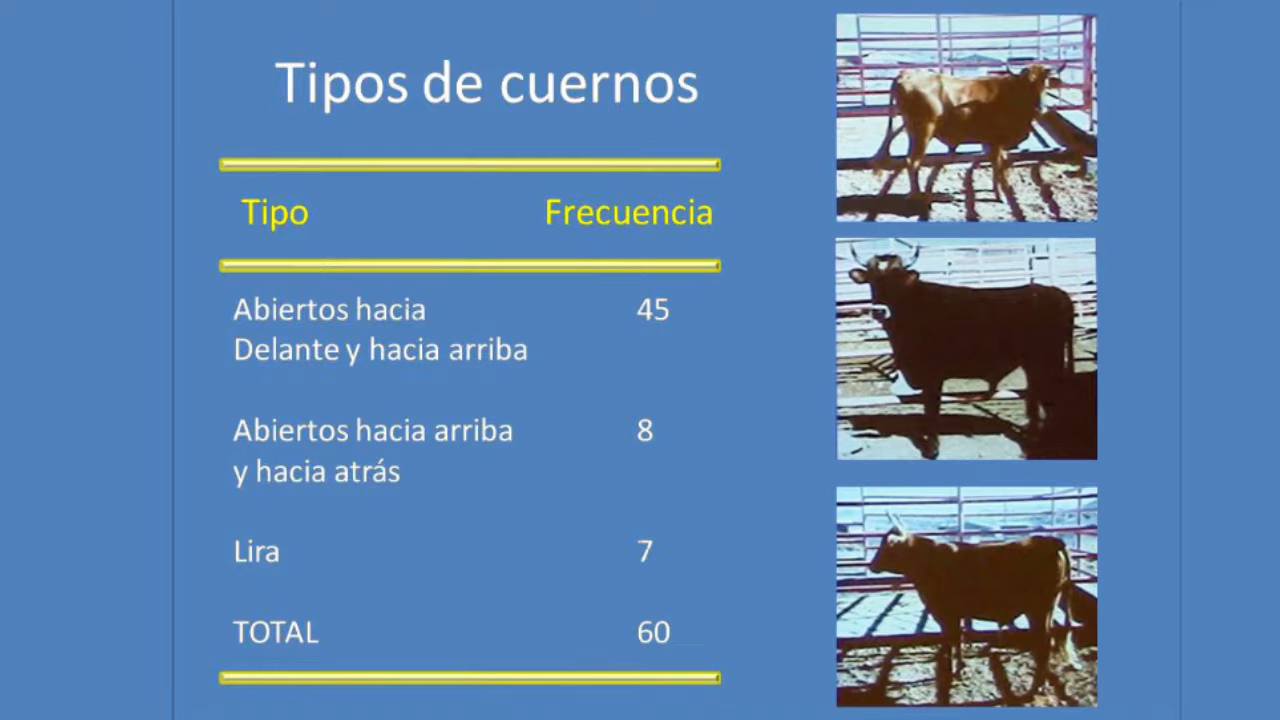 Tipos de cuernos
Tipo Frecuencia
Abiertos hacia 45
Delante y hacia arriba
Abiertos hacia arriba 8
y hacia atrás
Lira 7
TOTAL 60